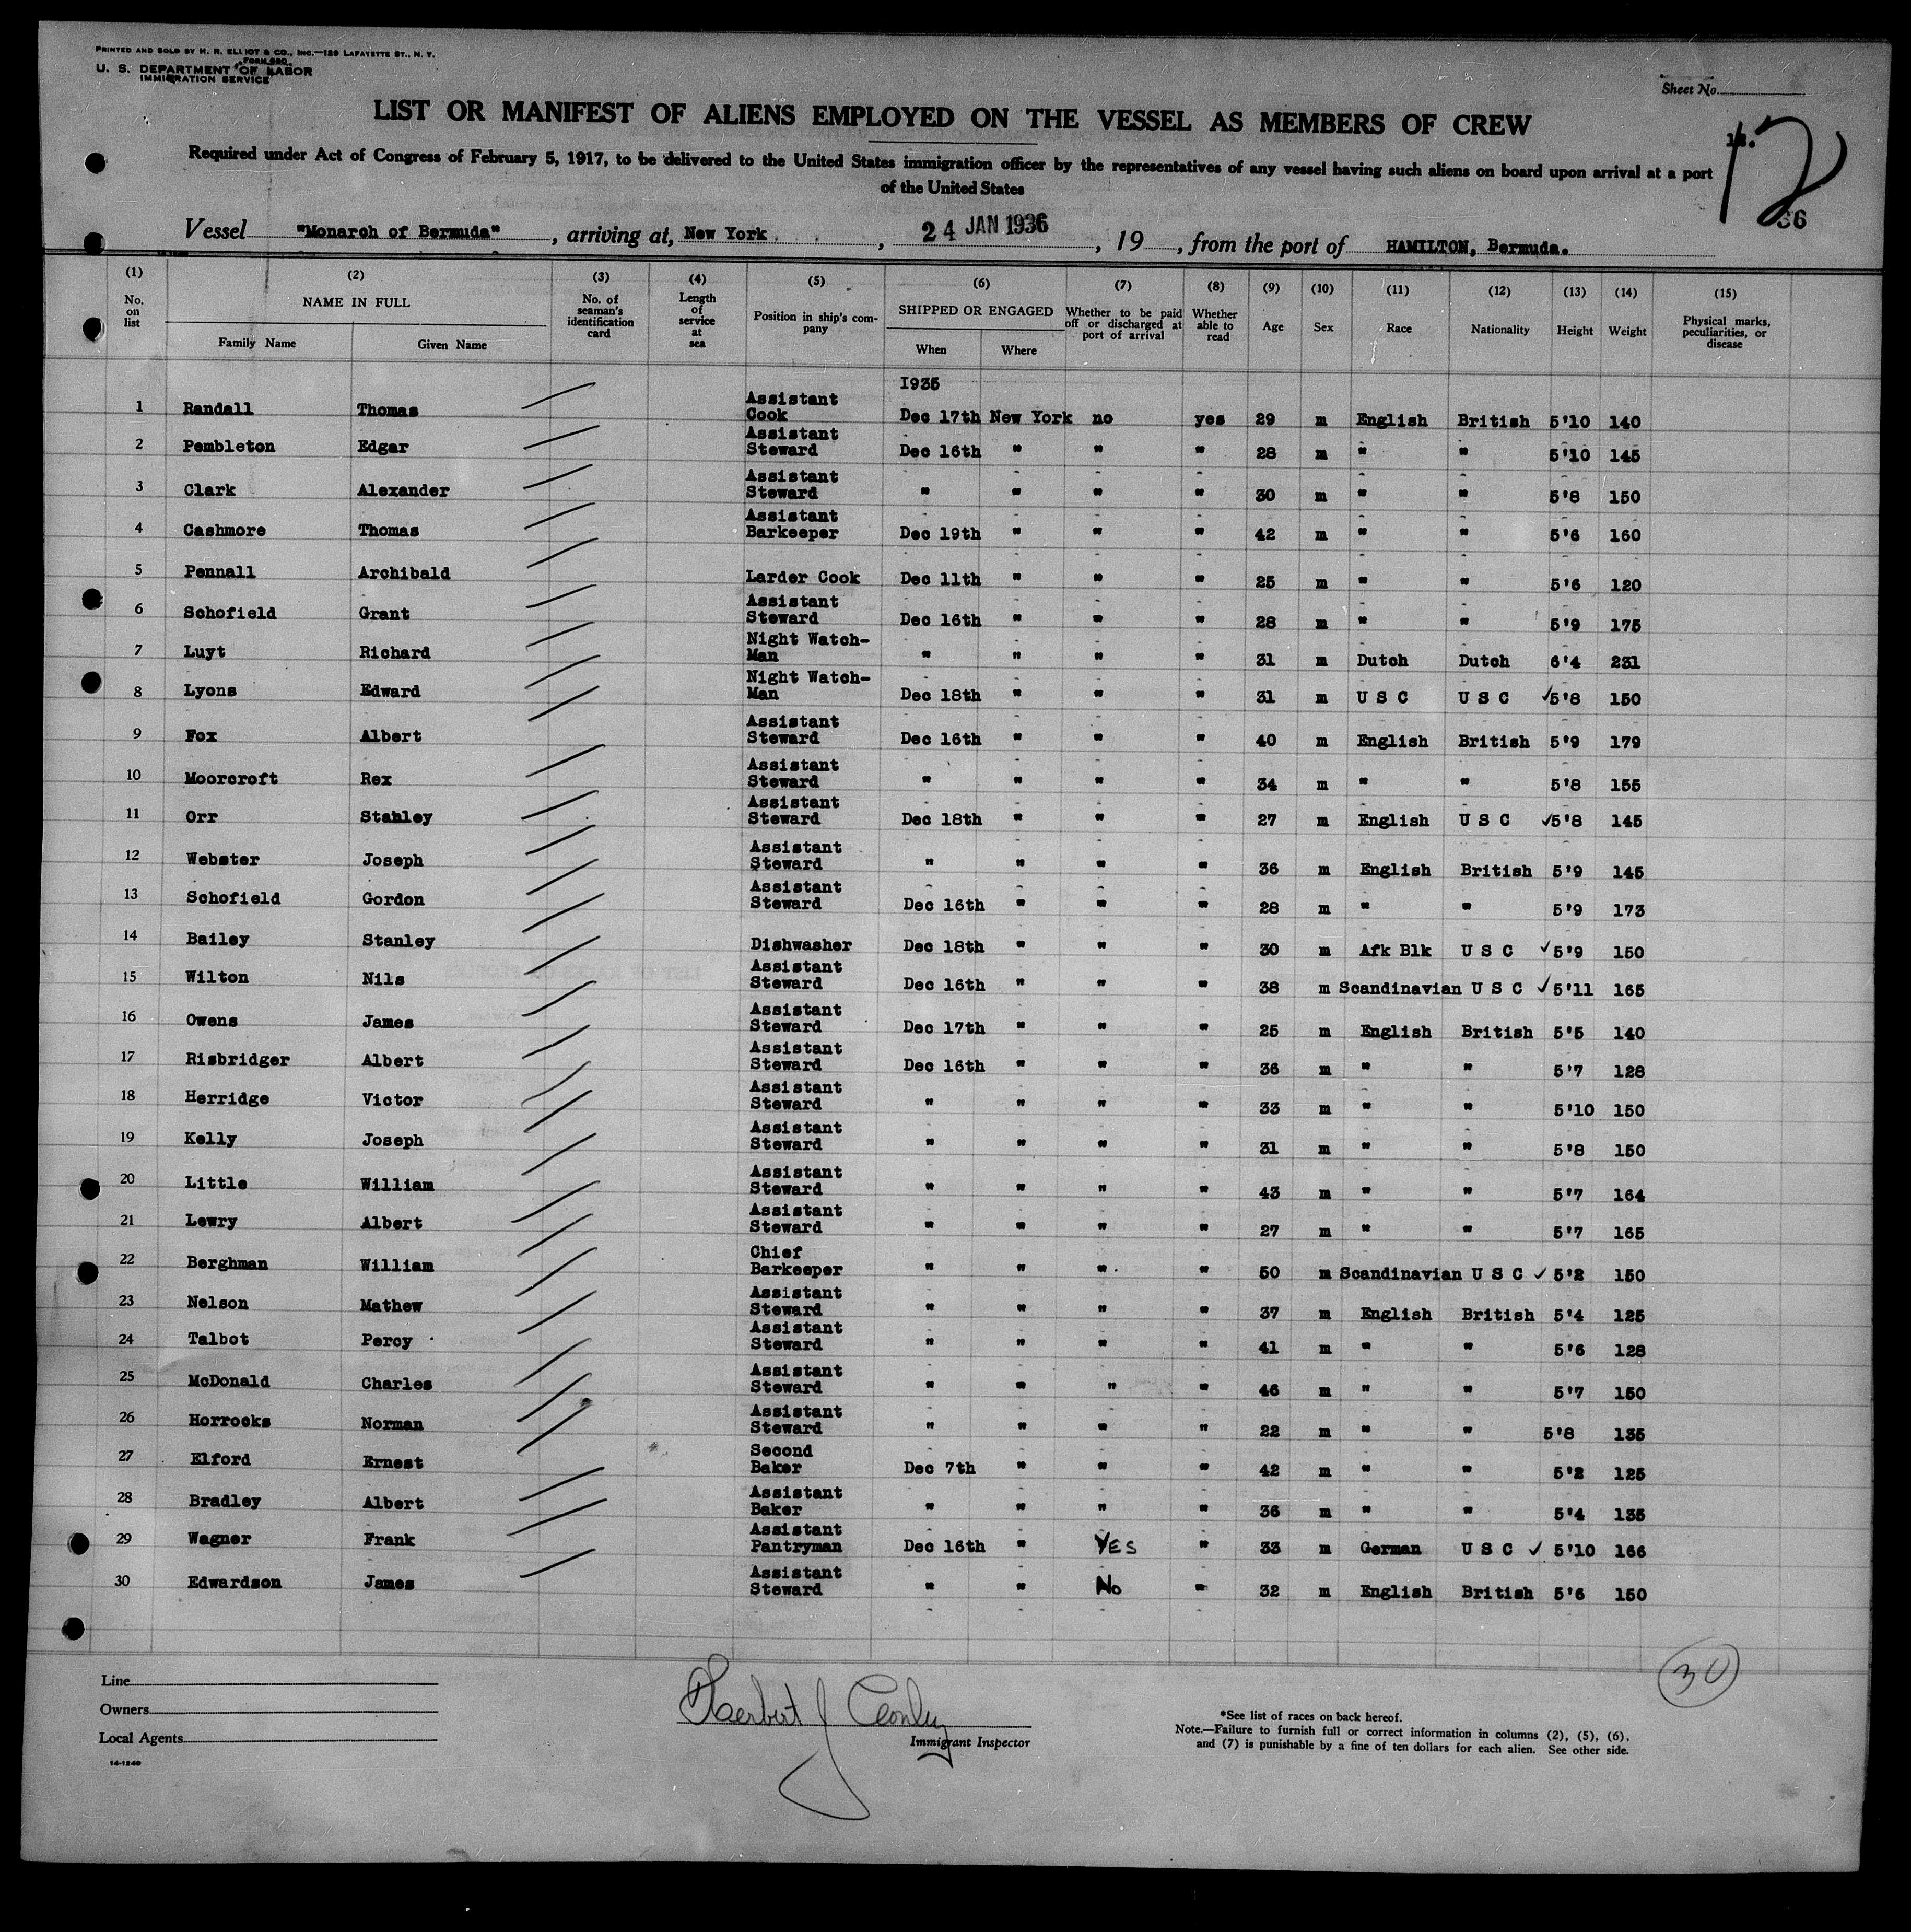 PRINTED AND SOLD BY H. R. ELLIOT & CO., INC.—129 LAFAYETTE ST., N. Y.
FORM 680
U. S. DEPARTMENT OF LABOR
IMMIGRATION SERVICE
Sheet No.
LIST OR MANIFEST OF ALIENS EMPLOYED ON THE VESSEL AS MEMBERS OF CREW
12
Required under Act of Congress of February 5, 1917, to be delivered to the United States immigration officer by the representatives of any vessel having such aliens on board upon arrival at a port
of the United States
36
Vessel "Monarch of Bermuda", arriving at, New York, 24 JAN 1936, 19, from the port of HAMILTON, Bermuda.
(1) (2) (3) (4) (5) (6) (7) (8) (9) (10) (11) (12) (13) (14) (15)
No. on list NAME IN FULL Family Name Given Name No. of seaman's identification card Length of service at sea Position in ship's company SHIPPED OR ENGAGED When Where Whether to be paid off or discharged at port of arrival Whether able to read Age Sex Race Nationality Height Weight Physical marks, peculiarities, or disease
I935
1 Randall Thomas Assistant Cook Dec 17th New York no yes 29 m English British 5'10 140
2 Pembleton Edgar Assistant Steward Dec 16th " " " 28 m " " 5'10 145
3 Clark Alexander Assistant Steward " " " " 30 m " " 5'8 150
4 Cashmore Thomas Assistant Barkeeper Dec 19th " " " 42 m " " 5'6 160
5 Pennall Archibald Larder Cook Dec 11th " " " 25 m " " 5'6 120
6 Schofield Grant Assistant Steward Dec 16th " " " 28 m " " 5'9 175
7 Luyt Richard Night Watch-Man " " " " 31 m Dutch Dutch 6'4 231
8 Lyons Edward Night Watch-Man Dec 18th " " " 31 m U S C U S C ✓ 5'8 150
9 Fox Albert Assistant Steward Dec 16th " " " 40 m English British 5'9 179
10 Moorcroft Rex Assistant Steward " " " " 34 m " " 5'8 155
11 Orr Stanley Assistant Steward Dec 18th " " " 27 m English U S C ✓ 5'8 145
12 Webster Joseph Assistant Steward " " " " 36 m English British 5'9 145
13 Schofield Gordon Assistant Steward Dec 16th " " " 28 m " " 5'9 173
14 Bailey Stanley Dishwasher Dec 18th " " " 30 m Afk Blk U S C ✓ 5'9 150
15 Wilton Nils Assistant Steward Dec 16th " " " 38 m Scandinavian U S C ✓ 5'11 165
16 Owens James Assistant Steward Dec 17th " " " 25 m English British 5'5 140
17 Risbridger Albert Assistant Steward Dec 16th " " " 36 m " " 5'7 128
18 Herridge Victor Assistant Steward " " " " 33 m " " 5'10 150
19 Kelly Joseph Assistant Steward " " " " 31 m " " 5'8 150
20 Little William Assistant Steward " " " " 43 m " " 5'7 164
21 Lewry Albert Assistant Steward " " " " 27 m " " 5'7 165
22 Berghman William Chief Barkeeper " " " " 50 m Scandinavian U S C ✓ 5'2 150
23 Nelson Mathew Assistant Steward " " " " 37 m English British 5'4 125
24 Talbot Percy Assistant Steward " " " " 41 m " " 5'6 128
25 McDonald Charles Assistant Steward " " " " 46 m " " 5'7 150
26 Horrocks Norman Assistant Steward " " " " 22 m " " 5'8 135
27 Elford Ernest Second Baker Dec 7th " " " 42 m " " 5'2 125
28 Bradley Albert Assistant Baker " " " " 36 m " " 5'4 135
29 Wagner Frank Assistant Pantryman Dec 16th " YES " 33 m German U S C ✓ 5'10 166
30 Edwardson James Assistant Steward " " No " 32 m English British 5'6 150
30
Line
Owners
Local Agents
14-1240
Herbert J
Immigrant Inspector
*See list of races on back hereof.
Note.—Failure to furnish full or correct information in columns (2), (5), (6),
and (7) is punishable by a fine of ten dollars for each alien. See other side.